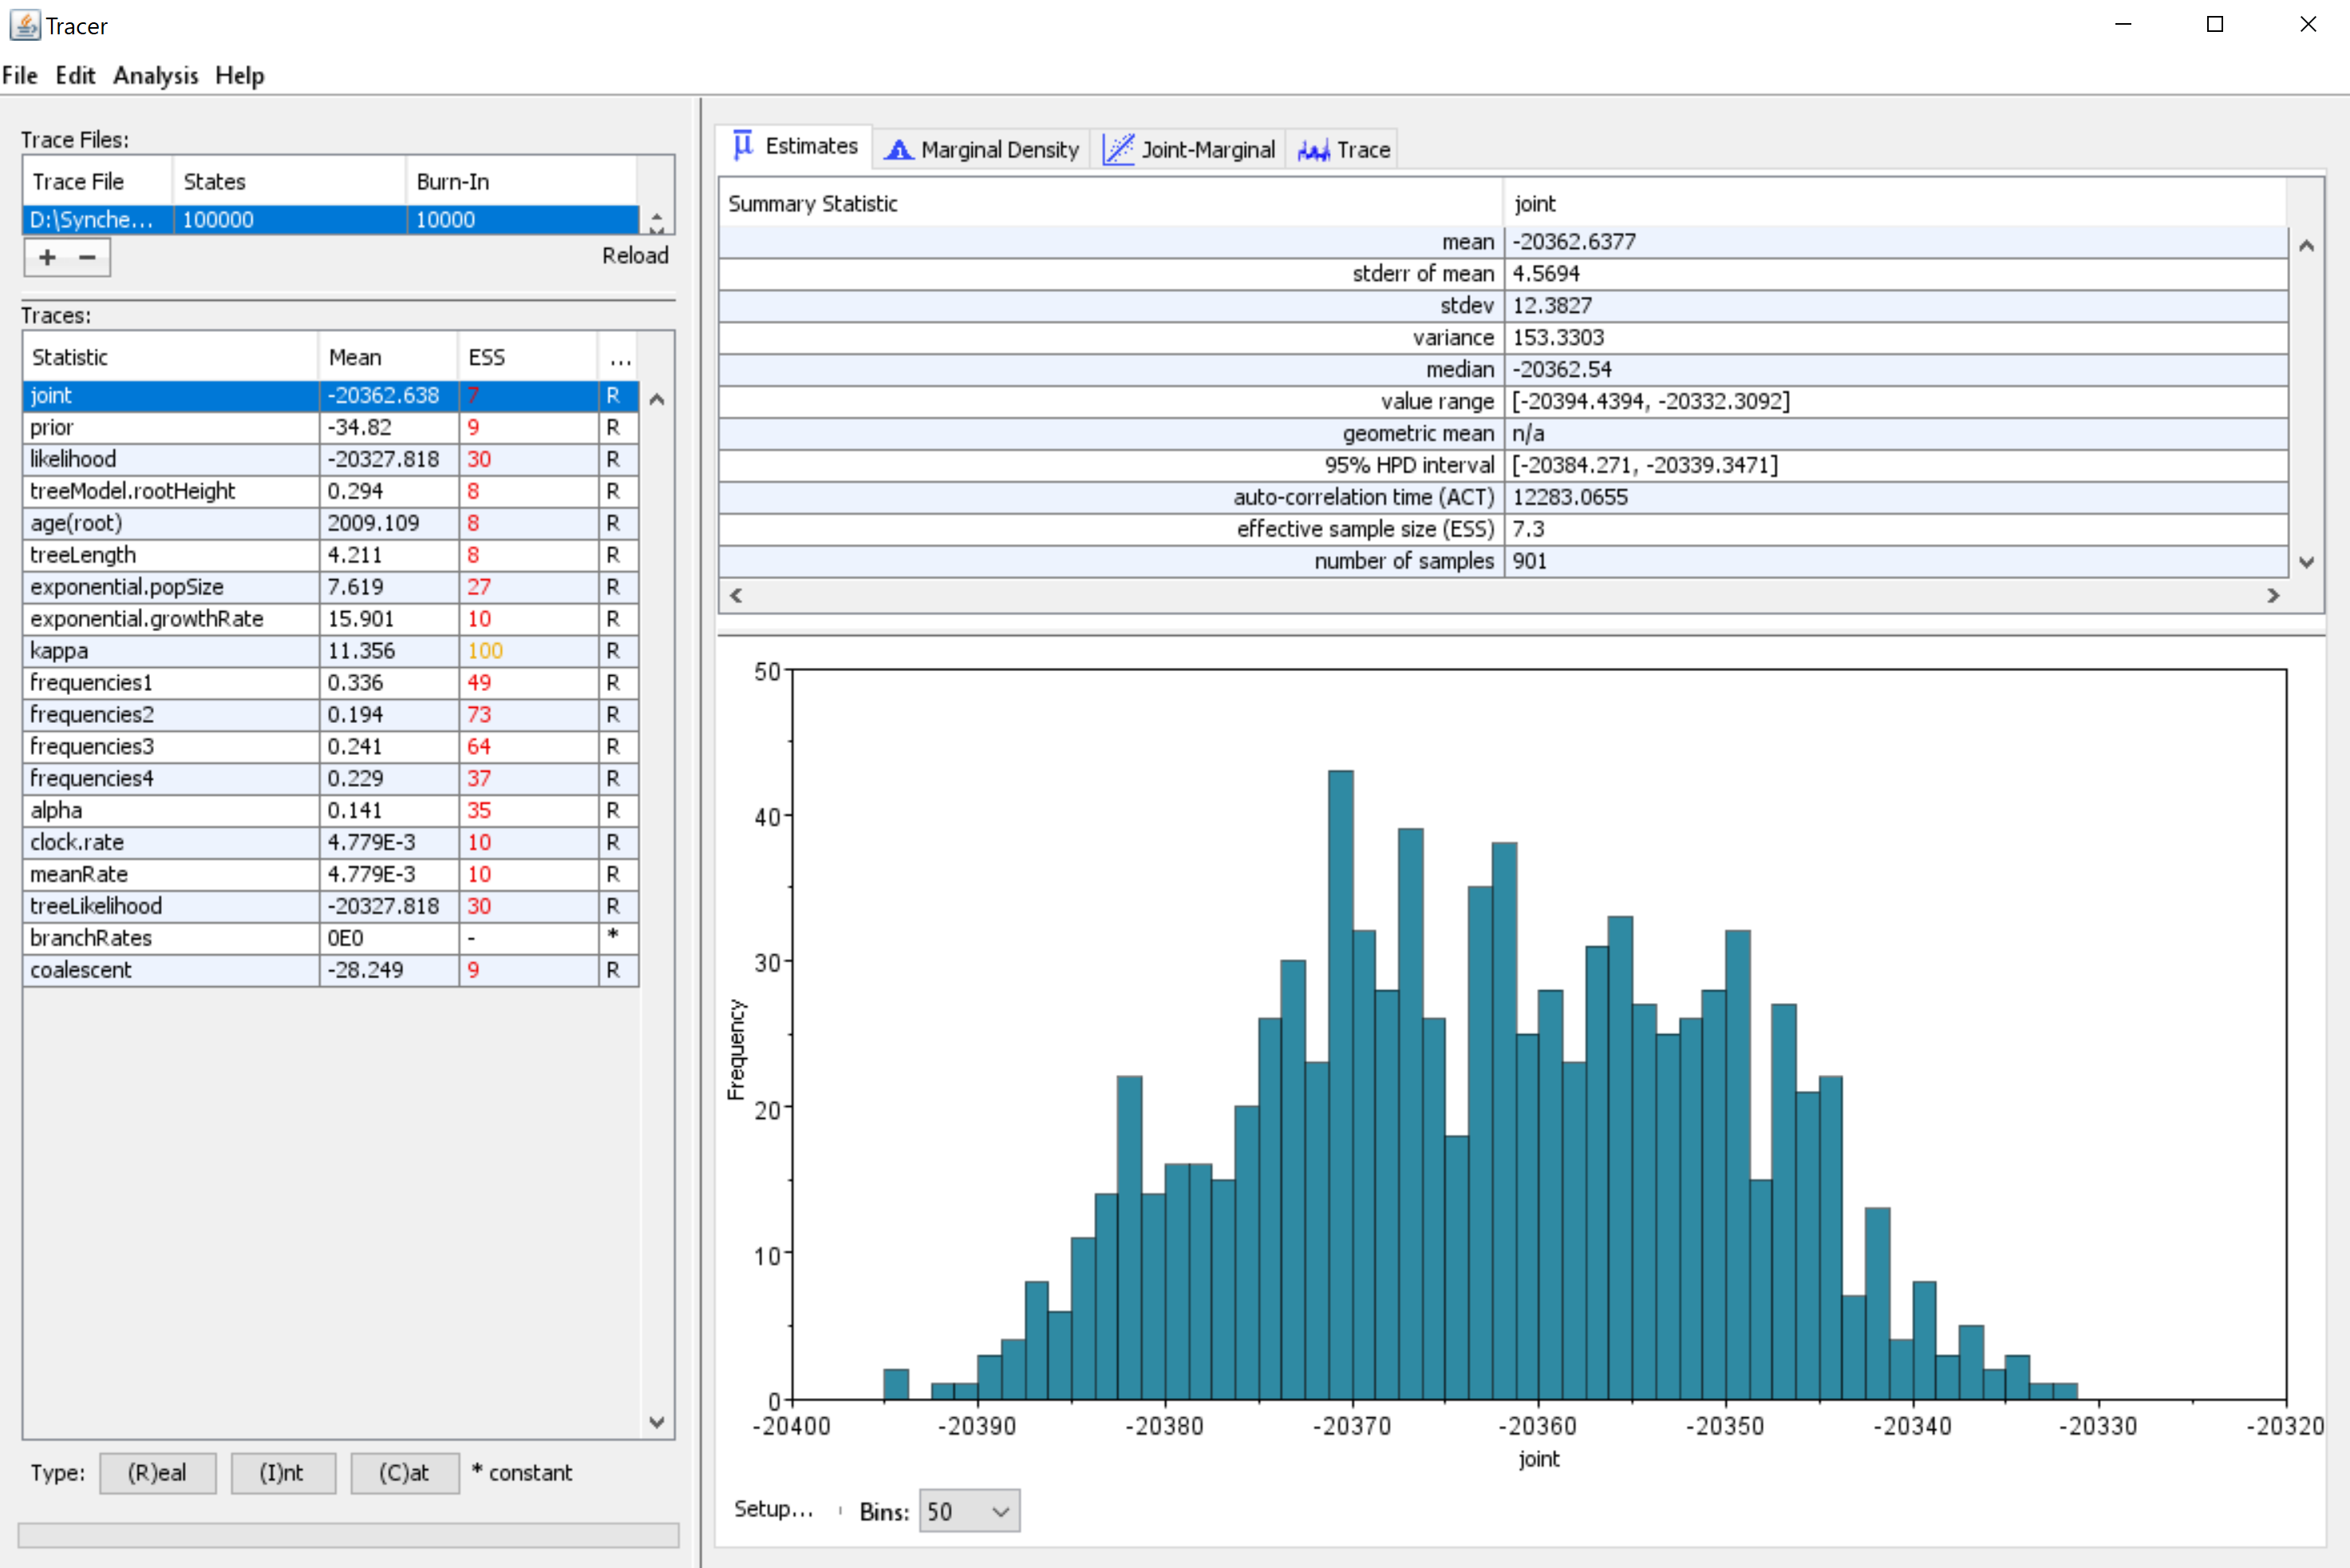 Tracer
File Edit Analysis Help
Trace Files:
Trace File States Burn-In
D:\Synche... 100000 10000
+ −
Reload
Traces:
Statistic Mean ESS ...
joint -20362.638 7 R
prior -34.82 9 R
likelihood -20327.818 30 R
treeModel.rootHeight 0.294 8 R
age(root) 2009.109 8 R
treeLength 4.211 8 R
exponential.popSize 7.619 27 R
exponential.growthRate 15.901 10 R
kappa 11.356 100 R
frequencies1 0.336 49 R
frequencies2 0.194 73 R
frequencies3 0.241 64 R
frequencies4 0.229 37 R
alpha 0.141 35 R
clock.rate 4.779E-3 10 R
meanRate 4.779E-3 10 R
treeLikelihood -20327.818 30 R
branchRates 0E0 - *
coalescent -28.249 9 R
Type: (R)eal (I)nt (C)at * constant
Estimates Marginal Density Joint-Marginal Trace
Summary Statistic joint
mean -20362.6377
stderr of mean 4.5694
stdev 12.3827
variance 153.3303
median -20362.54
value range [-20394.4394, -20332.3092]
geometric mean n/a
95% HPD interval [-20384.271, -20339.3471]
auto-correlation time (ACT) 12283.0655
effective sample size (ESS) 7.3
number of samples 901
50
40
30
20
10
0
Frequency
-20400 -20390 -20380 -20370 -20360 -20350 -20340 -20330 -20320
joint
Setup... Bins: 50